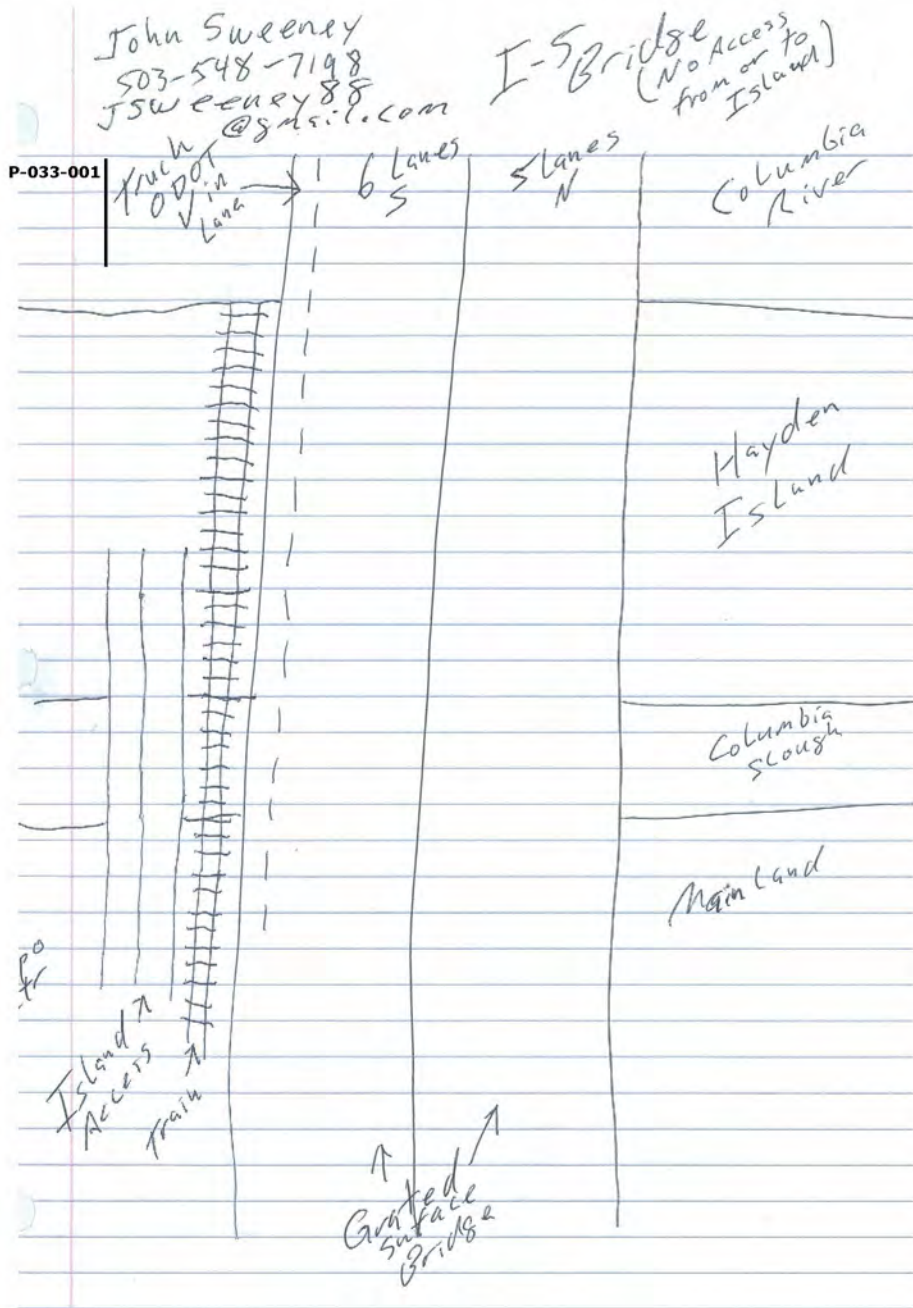 John Sweeney
503-548-7198
JSweeney88
@gmail.com
I-5 Bridge
(No Access
from or to
Island)
P-033-001
Truck
ODOT
in
Lane
6 Lanes
S
5 Lanes
N
Columbia
River
Hayden
Island
Columbia
Slough
Mainland
Island
Access
Train
Grated
Surface
Bridge